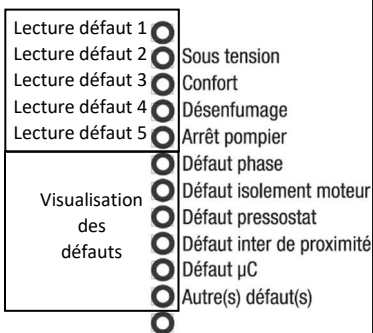 Lecture défaut 1
Lecture défaut 2 Sous tension
Lecture défaut 3 Confort
Lecture défaut 4 Désenfumage
Lecture défaut 5 Arrêt pompier
Défaut phase
Défaut isolement moteur
Visualisation
des
défauts
Défaut pressostat
Défaut inter de proximité
Défaut µC
Autre(s) défaut(s)